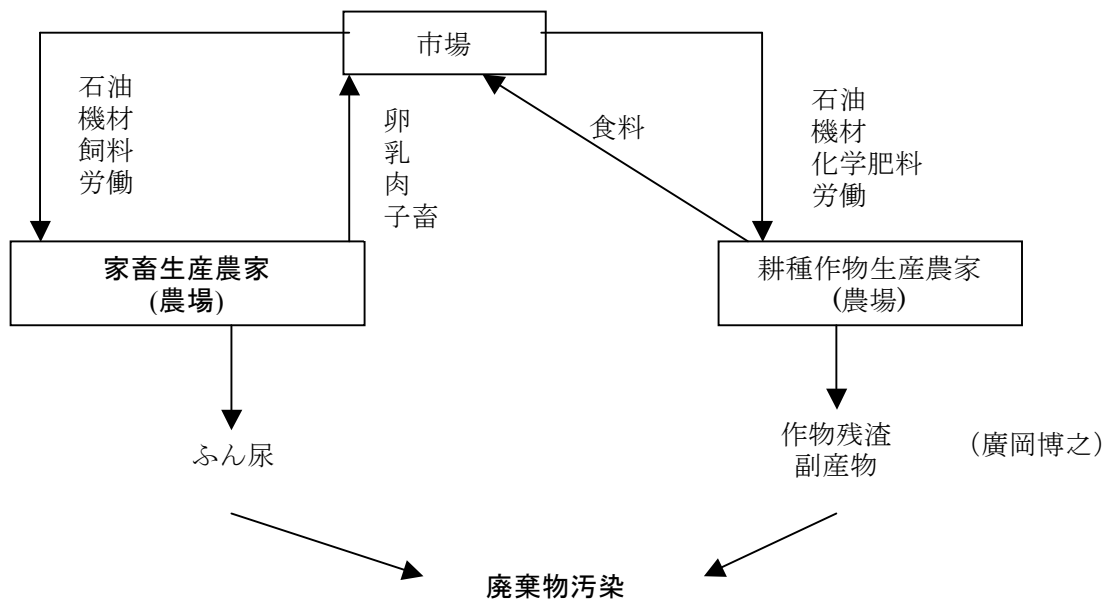 市場
石油
機材
飼料
労働
卵
乳
肉
子畜
食料
石油
機材
化学肥料
労働
家畜生産農家
(農場)
耕種作物生産農家
(農場)
ふん尿
作物残渣
副産物
（廣岡博之）
廃棄物汚染